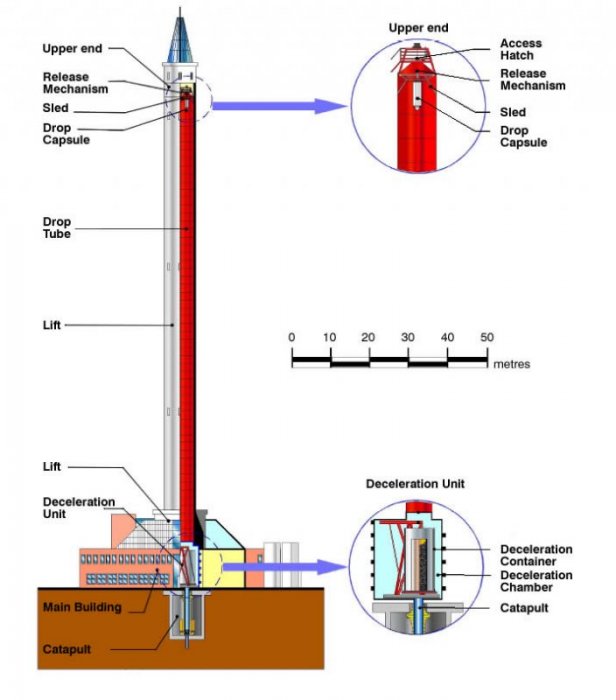 Upper end
Release
Mechanism
Sled
Drop
Capsule
Drop
Tube
Lift
Lift
Deceleration
Unit
Main Building
Catapult
Upper end
Access
Hatch
Release
Mechanism
Sled
Drop
Capsule
0 10 20 30 40 50
metres
Deceleration Unit
Deceleration
Container
Deceleration
Chamber
Catapult